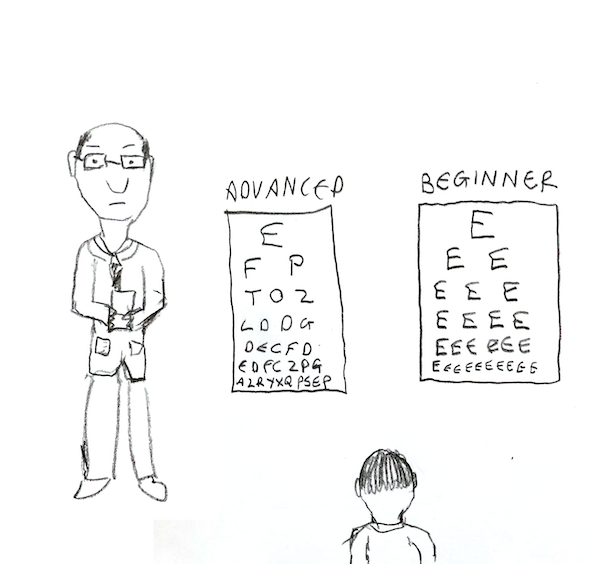 ADVANCED
E
F P
T O Z
L D D G
D E C F D
E D F C Z P G
A Z R Y X Q P S E P
BEGINNER
E
E E
E E E
E E E E
E E E E E E
E E E E E E E E E